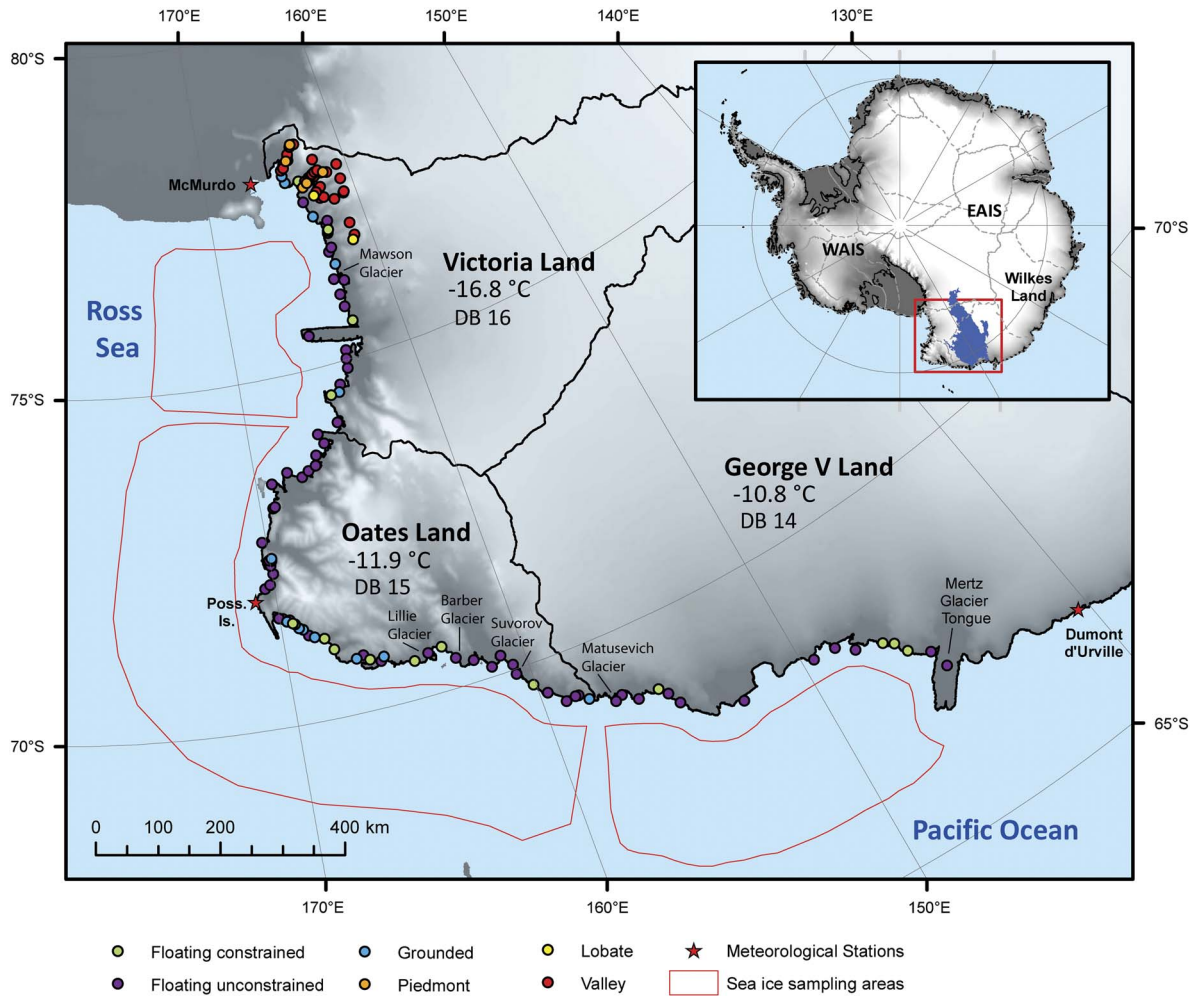 170°E
160°E
150°E
140°E
130°E
80°S
McMurdo
Mawson
Glacier
Victoria Land
-16.8 °C
DB 16
Ross
Sea
EAIS
WAIS
Wilkes
Land
70°S
75°S
George V Land
-10.8 °C
DB 14
Oates Land
-11.9 °C
DB 15
Poss.
Is.
Lillie
Glacier
Barber
Glacier
Suvorov
Glacier
Matusevich
Glacier
Mertz
Glacier
Tongue
Dumont
d'Urville
70°S
65°S
0 100 200 400 km
Pacific Ocean
170°E
160°E
150°E
Floating constrained
Grounded
Lobate
Meteorological Stations
Floating unconstrained
Piedmont
Valley
Sea ice sampling areas